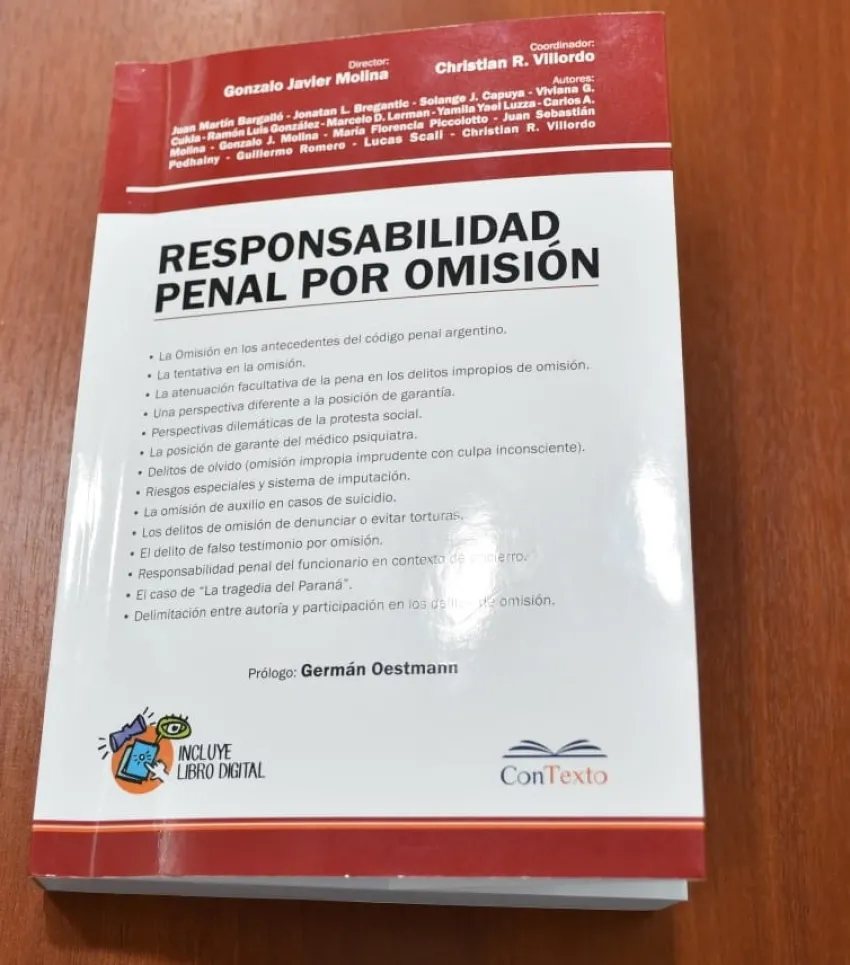 Director:
Gonzalo Javier Molina
Coordinador:
Christian R. Villordo
Autores:
Juan Martín Bargalló - Jonatan L. Bregantic - Solange J. Capuya - Viviana G.
Cukla - Ramón Luis González - Marcelo D. Lerman - Yamila Yael Luzza - Carlos A.
Molina - Gonzalo J. Molina - María Florencia Piccolotto - Juan Sebastián
Podhainy - Guillermo Romero - Lucas Scali - Christian R. Villordo
RESPONSABILIDAD
PENAL POR OMISIÓN
• La Omisión en los antecedentes del código penal argentino.
• La tentativa en la omisión.
• La atenuación facultativa de la pena en los delitos impropios de omisión.
• Una perspectiva diferente a la posición de garantía.
• Perspectivas dilemáticas de la protesta social.
• La posición de garante del médico psiquiatra.
• Delitos de olvido (omisión impropia imprudente con culpa inconsciente).
• Riesgos especiales y sistema de imputación.
• La omisión de auxilio en casos de suicidio.
• Los delitos de omisión de denunciar o evitar torturas.
• El delito de falso testimonio por omisión.
• Responsabilidad penal del funcionario en contexto de encierro.
• El caso de “La tragedia del Paraná”.
• Delimitación entre autoría y participación en los delitos de omisión.
Prólogo: Germán Oestmann
INCLUYE
LIBRO DIGITAL
ConTexto